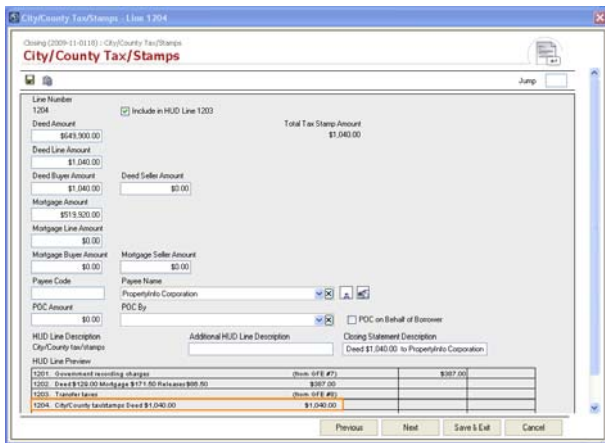 City/County Tax/Stamps - Line 1204
Closing (2009-11-0118) : City/County Tax/Stamps
City/County Tax/Stamps
Jump
Line Number
1204 Include in HUD Line 1203
Deed Amount Total Tax Stamp Amount
$649,900.00 $1,040.00
Deed Line Amount
$1,040.00
Deed Buyer Amount Deed Seller Amount
$1,040.00 $0.00
Mortgage Amount
$519,920.00
Mortgage Line Amount
$0.00
Mortgage Buyer Amount Mortgage Seller Amount
$0.00 $0.00
Payee Code Payee Name
PropertyInfo Corporation
POC Amount POC By
$0.00 POC on Behalf of Borrower
HUD Line Description Additional HUD Line Description Closing Statement Description
City/County tax/stamps Deed $1,040.00 to PropertyInfo Corporation
HUD Line Preview
1201. Government recording charges (from GFE #7) $387.00
1202. Deed $129.00 Mortgage $171.50 Releases $86.50 $387.00
1203. Transfer taxes (from GFE #8)
1204. City/County tax/stamps Deed $1,040.00 $1,040.00
Previous Next Save & Exit Cancel